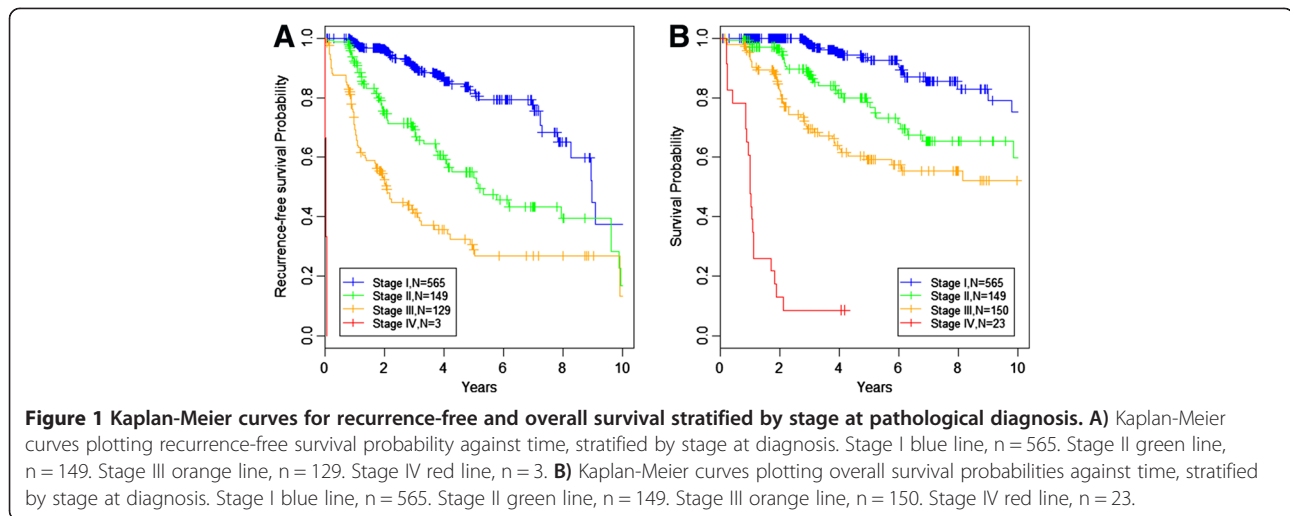 A
B
Recurrence-free survival Probability
1.0
0.8
0.6
0.4
0.2
0.0
Stage I,N=565
Stage II,N=149
Stage III,N=129
Stage IV,N=3
0 2 4 6 8 10
Years
Survival Probability
1.0
0.8
0.6
0.4
0.2
0.0
Stage I,N=565
Stage II,N=149
Stage III,N=150
Stage IV,N=23
0 2 4 6 8 10
Years
Figure 1 Kaplan-Meier curves for recurrence-free and overall survival stratified by stage at pathological diagnosis. A) Kaplan-Meier
curves plotting recurrence-free survival probability against time, stratified by stage at diagnosis. Stage I blue line, n = 565. Stage II green line,
n = 149. Stage III orange line, n = 129. Stage IV red line, n = 3. B) Kaplan-Meier curves plotting overall survival probabilities against time, stratified
by stage at diagnosis. Stage I blue line, n = 565. Stage II green line, n = 149. Stage III orange line, n = 150. Stage IV red line, n = 23.